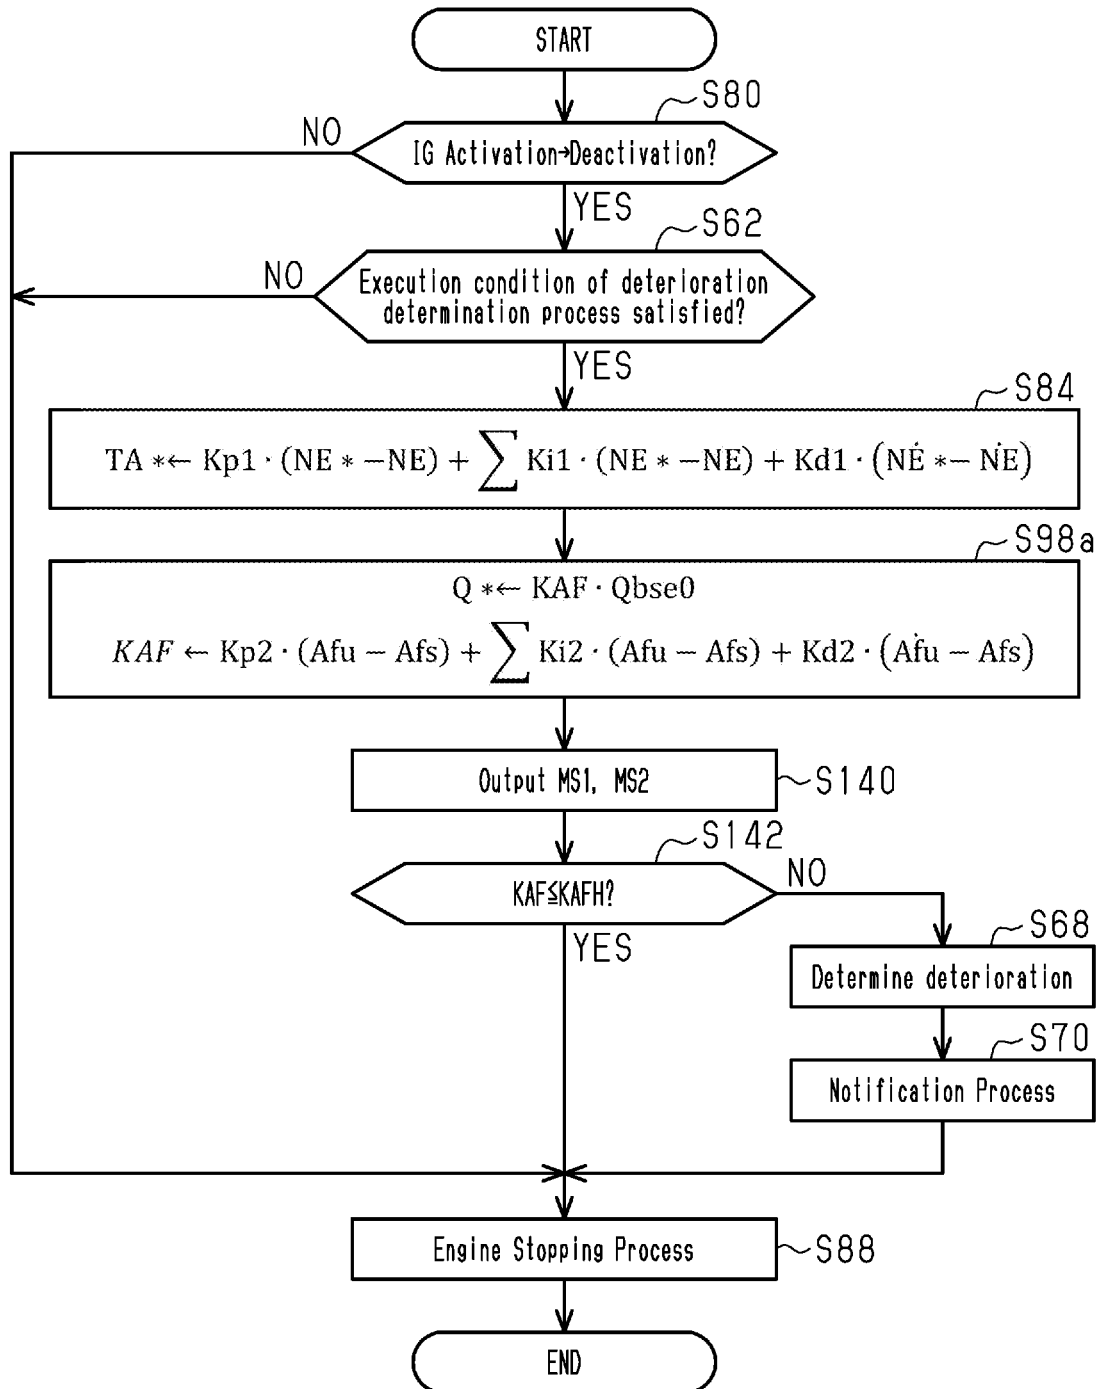 START
S80
NO
IG Activation→Deactivation?
YES
S62
NO
Execution condition of deterioration
determination process satisfied?
YES
S84
TA *← Kp1 · (NE * −NE) + ∑ Ki1 · (NE * −NE) + Kd1 · (NĖ *− NĖ)
S98a
Q *← KAF · Qbse0
KAF ← Kp2 · (Afu − Afs) + ∑ Ki2 · (Afu − Afs) + Kd2 · (Aḟu − Afs)
Output MS1, MS2
S140
S142
KAF≦KAFH?
NO
YES
S68
Determine deterioration
S70
Notification Process
Engine Stopping Process
S88
END